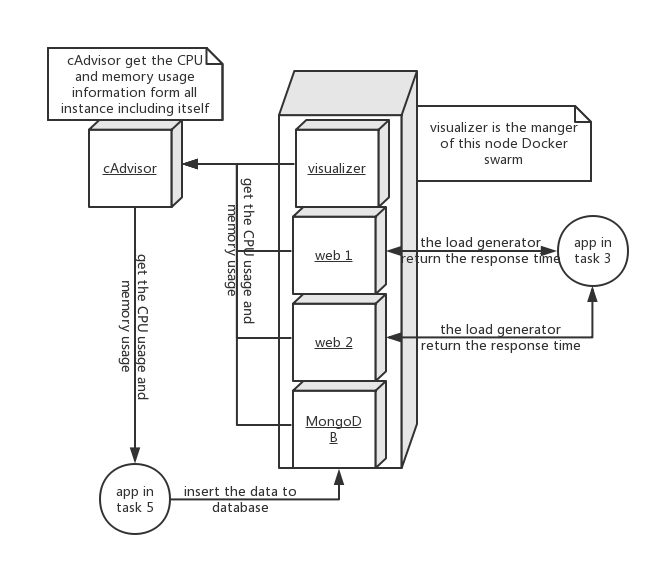 cAdvisor get the CPU
and memory usage
information form all
instance including itself
visualizer is the manger
of this node Docker
swarm
cAdvisor
visualizer
get the CPU usage and
memory usage
web 1
the load generator
return the response time
app in
task 3
get the CPU usage and
memory usage
web 2
the load generator
return the response time
MongoD
B
app in
task 5
insert the data to
database